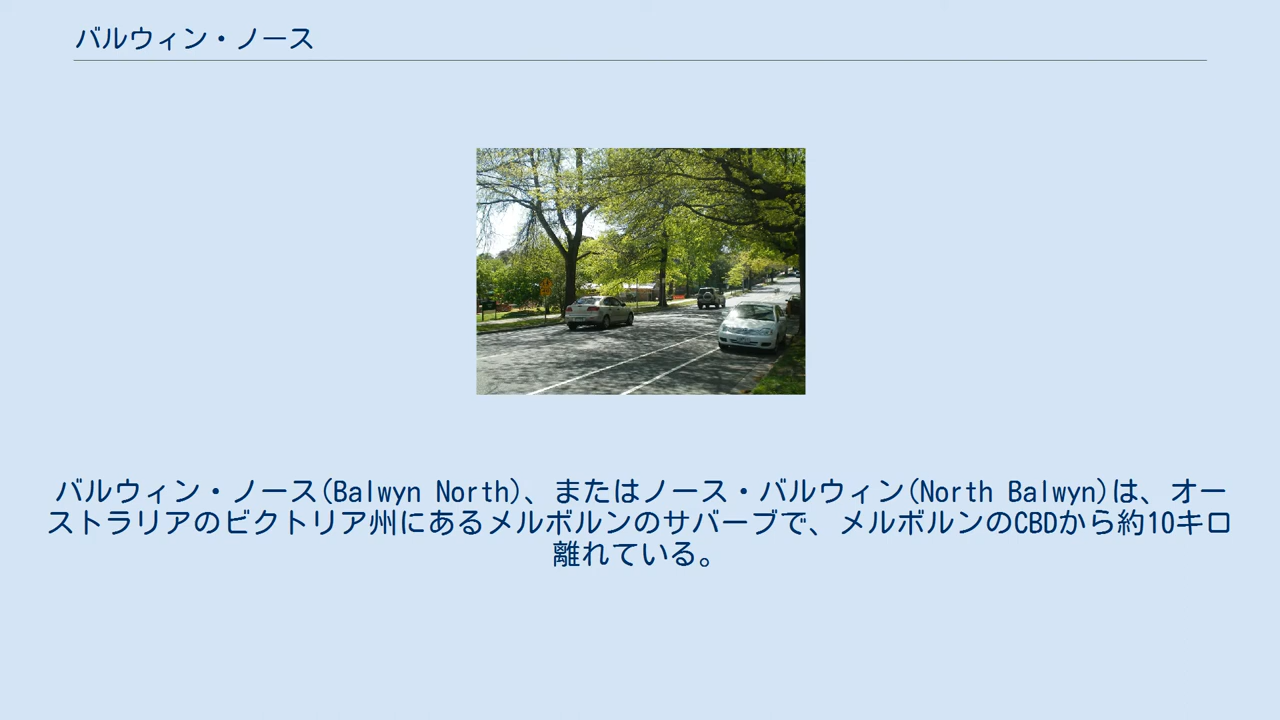 バルウィン・ノース
バルウィン・ノース(Balwyn North)、またはノース・バルウィン(North Balwyn)は、オー
ストラリアのビクトリア州にあるメルボルンのサバーブで、メルボルンのCBDから約10キロ
離れている。